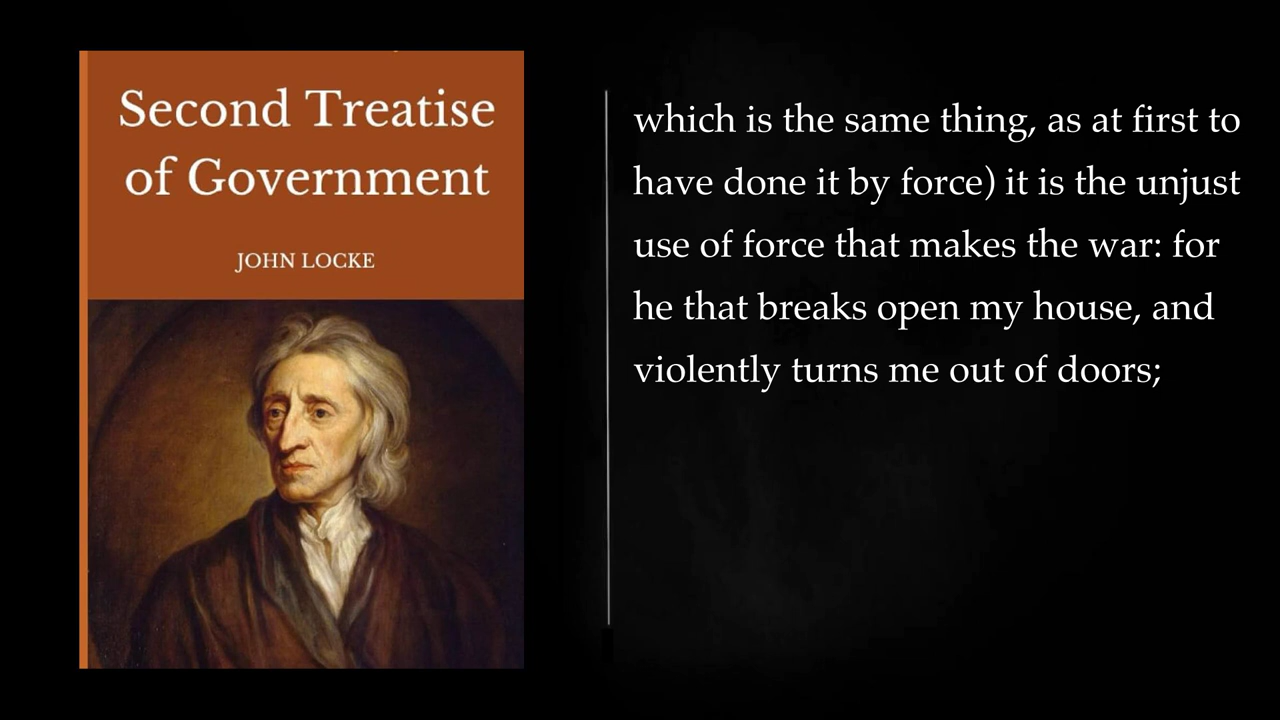 Second Treatise
of Government
JOHN LOCKE
which is the same thing, as at first to
have done it by force) it is the unjust
use of force that makes the war: for
he that breaks open my house, and
violently turns me out of doors;